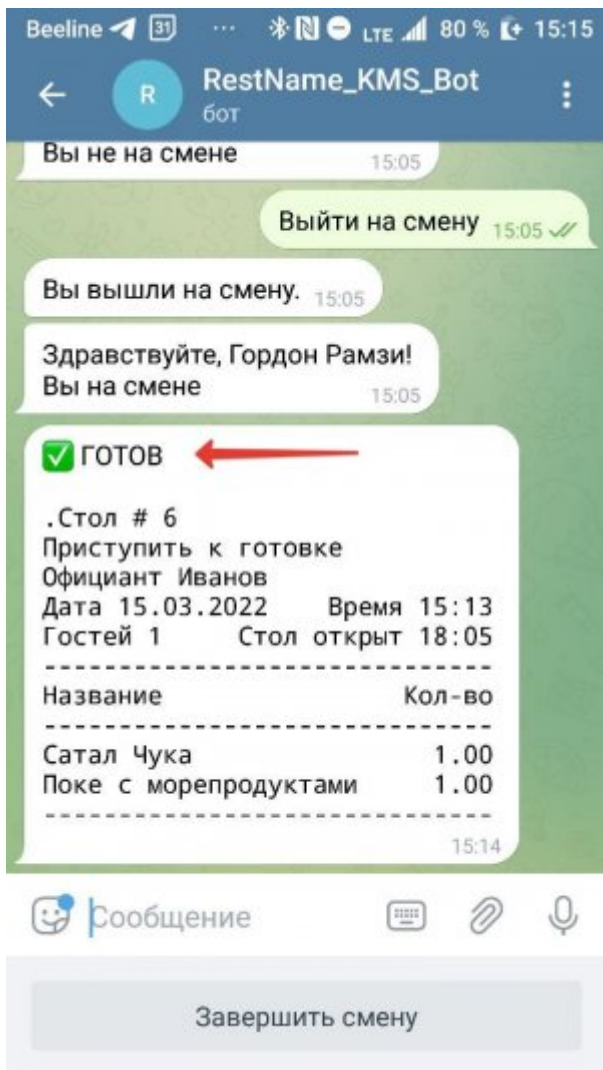 Beeline 31 ... LTE 80 % 15:15
R
RestName_KMS_Bot
бот
Вы не на смене 15:05
Выйти на смену 15:05
Вы вышли на смену. 15:05
Здравствуйте, Гордон Рамзи!
Вы на смене 15:05
ГОТОВ
.Стол # 6
Приступить к готовке
Официант Иванов
Дата 15.03.2022 Время 15:13
Гостей 1 Стол открыт 18:05
-------------------------------
Название Кол-во
-------------------------------
Сатал Чука 1.00
Поке с морепродуктами 1.00
-------------------------------
15:14
Сообщение
Завершить смену